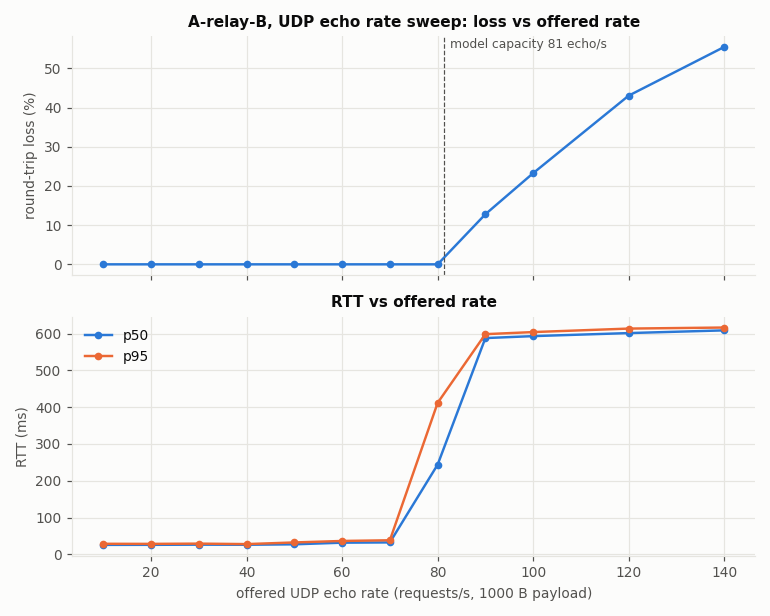 A-relay-B, UDP echo rate sweep: loss vs offered rate
model capacity 81 echo/s
50
40
30
20
10
0
round-trip loss (%)
RTT vs offered rate
p50
p95
600
500
400
300
200
100
0
RTT (ms)
20 40 60 80 100 120 140
offered UDP echo rate (requests/s, 1000 B payload)